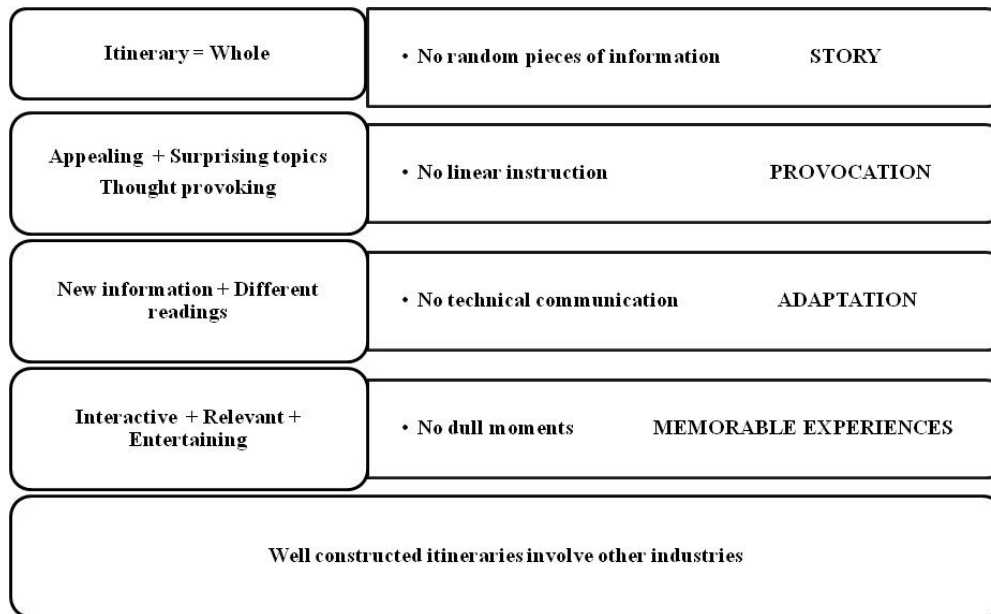 Itinerary = Whole
• No random pieces of information STORY
Appealing + Surprising topics
Thought provoking
• No linear instruction PROVOCATION
New information + Different
readings
• No technical communication ADAPTATION
Interactive + Relevant +
Entertaining
• No dull moments MEMORABLE EXPERIENCES
Well constructed itineraries involve other industries